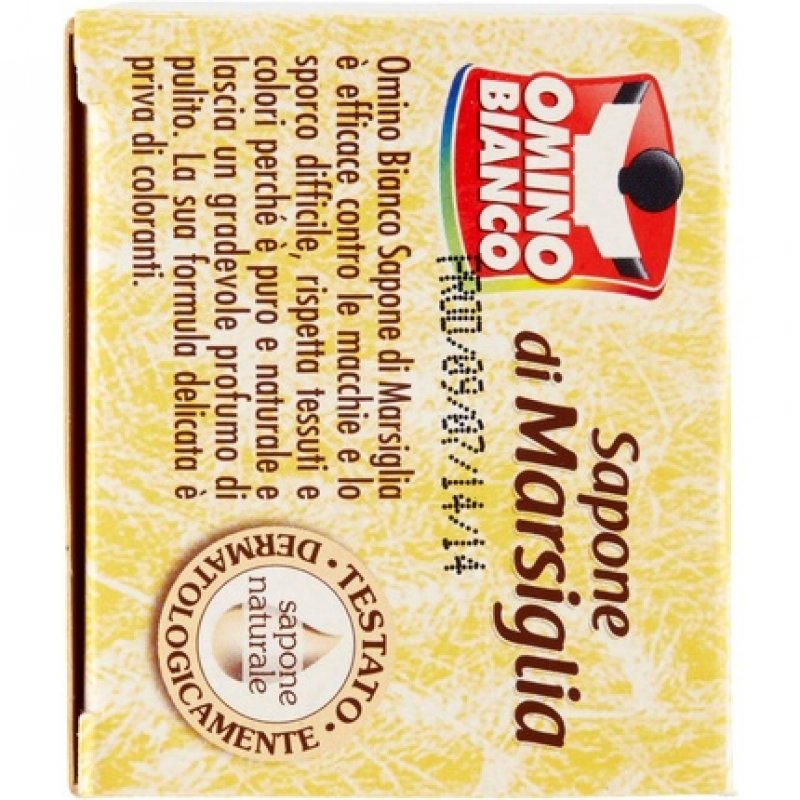 OMINO
BIANCO
Sapone
di Marsiglia
Omino Bianco Sapone di Marsiglia
è efficace contro le macchie e lo
sporco difficile, rispetta tessuti e
colori perché è puro e naturale e
lascia un gradevole profumo di
pulito. La sua formula delicata è
priva di coloranti.
• TESTATO •
DERMATOLOGICAMENTE
sapone
naturale